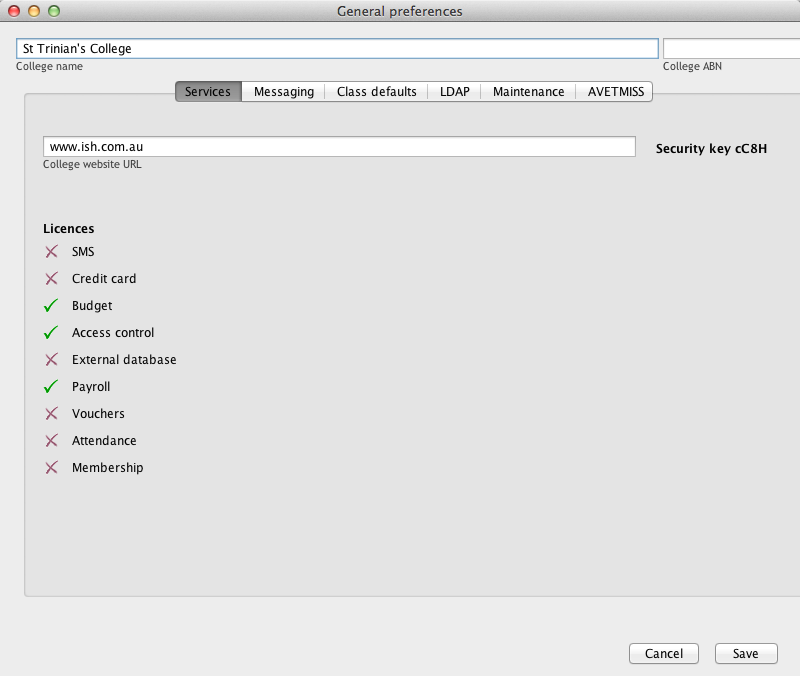 General preferences
St Trinian's College
College name
College ABN
Services Messaging Class defaults LDAP Maintenance AVETMISS
www.ish.com.au
Security key cC8H
College website URL
Licences
SMS
Credit card
Budget
Access control
External database
Payroll
Vouchers
Attendance
Membership
Cancel Save